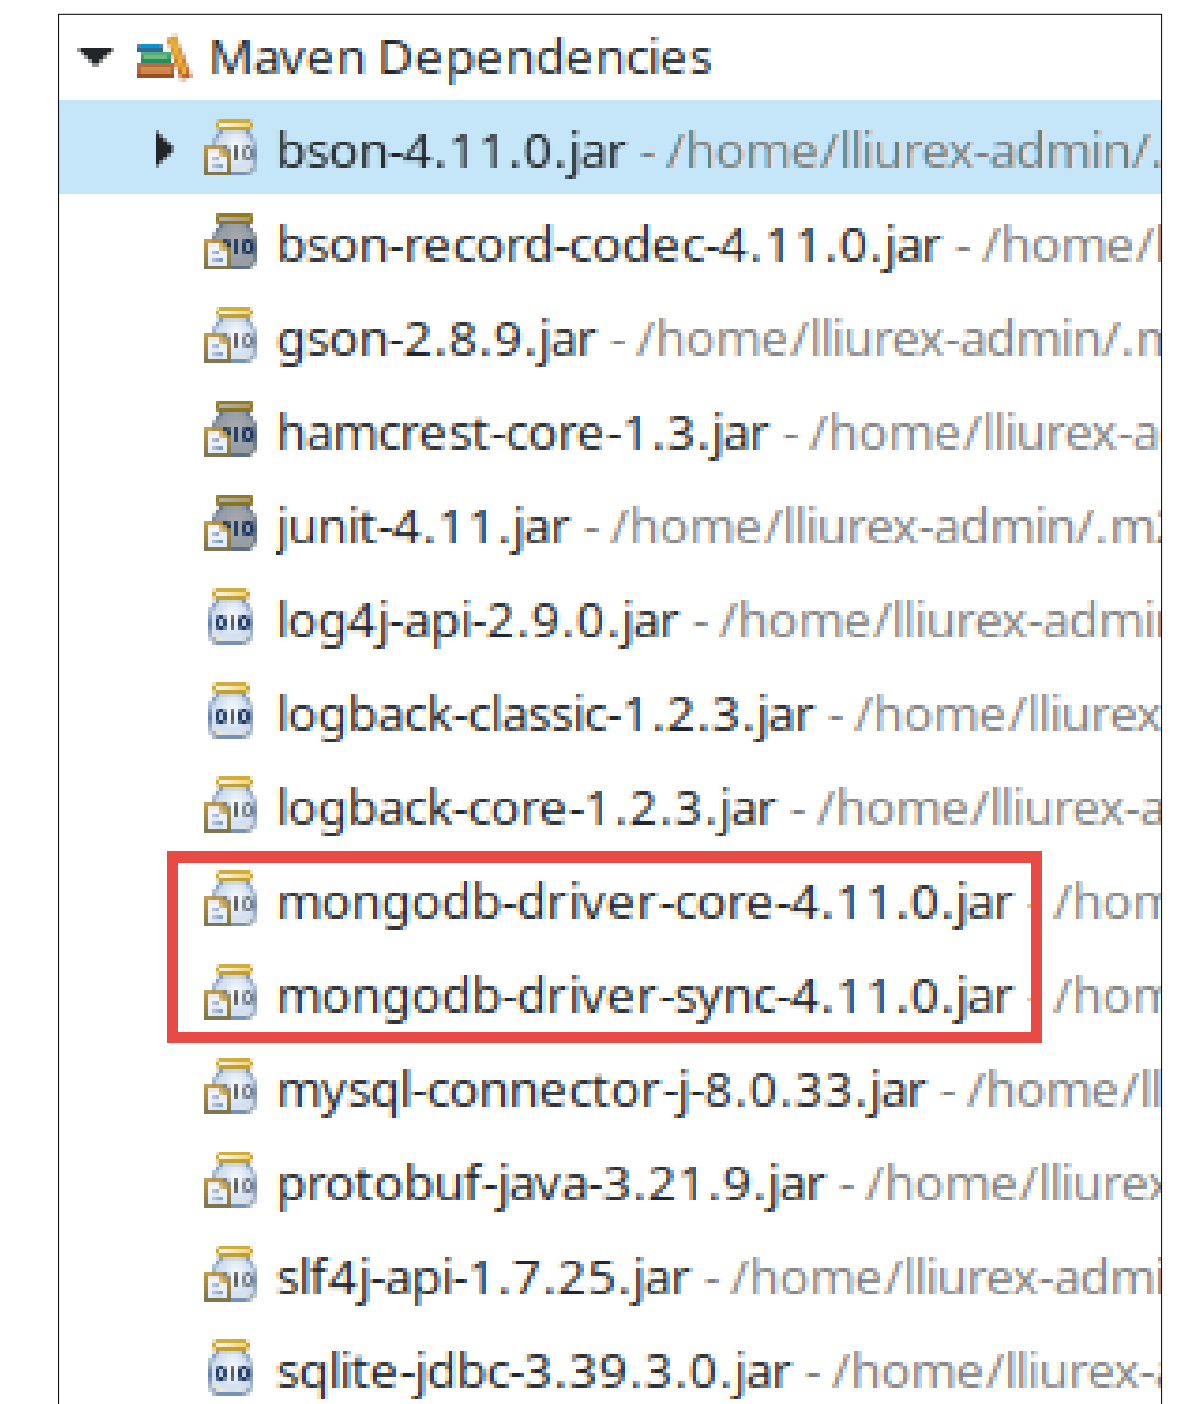 Maven Dependencies
bson-4.11.0.jar - /home/lliurex-admin/.
bson-record-codec-4.11.0.jar - /home/l
gson-2.8.9.jar - /home/lliurex-admin/.m
hamcrest-core-1.3.jar - /home/lliurex-a
junit-4.11.jar - /home/lliurex-admin/.m2
log4j-api-2.9.0.jar - /home/lliurex-admi
logback-classic-1.2.3.jar - /home/lliurex
logback-core-1.2.3.jar - /home/lliurex-a
mongodb-driver-core-4.11.0.jar - /hom
mongodb-driver-sync-4.11.0.jar - /hom
mysql-connector-j-8.0.33.jar - /home/ll
protobuf-java-3.21.9.jar - /home/lliurex
slf4j-api-1.7.25.jar - /home/lliurex-admi
sqlite-jdbc-3.39.3.0.jar - /home/lliurex-